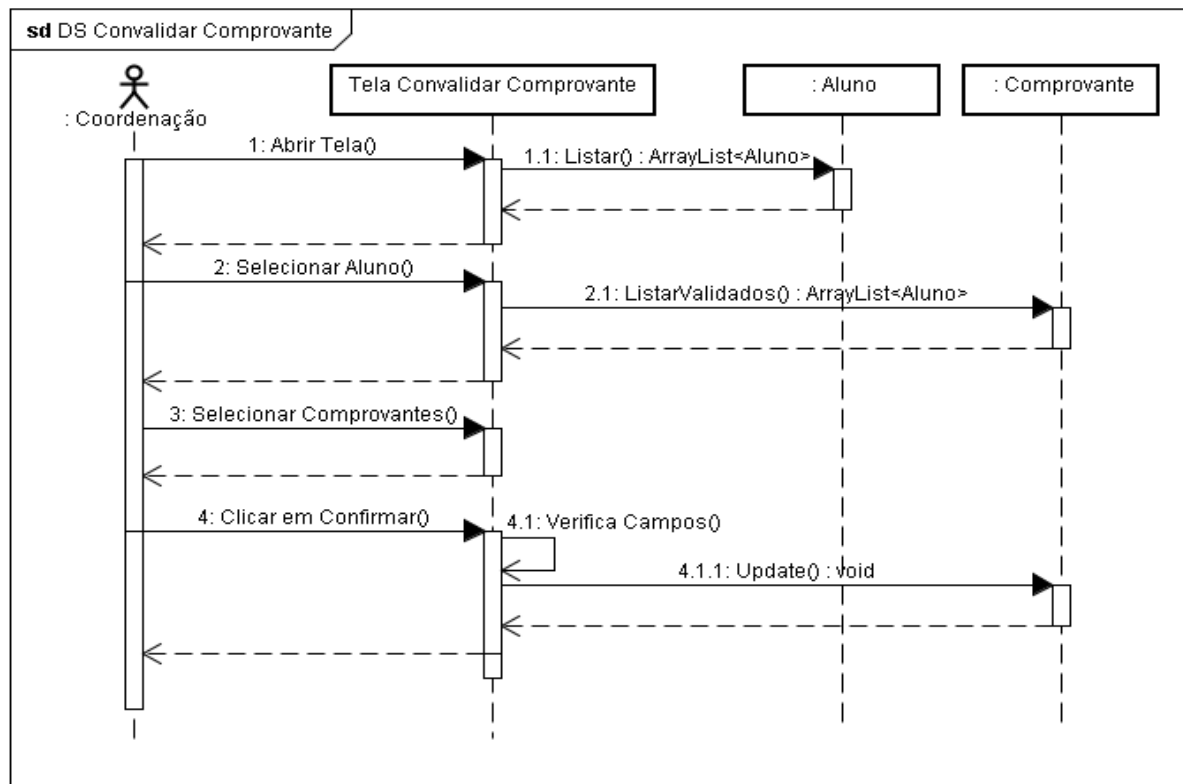 sd DS Convalidar Comprovante
: Coordenação
Tela Convalidar Comprovante
: Aluno
: Comprovante
1: Abrir Tela()
1.1: Listar() : ArrayList<Aluno>
2: Selecionar Aluno()
2.1: ListarValidados() : ArrayList<Aluno>
3: Selecionar Comprovantes()
4: Clicar em Confirmar()
4.1: Verifica Campos()
4.1.1: Update() : void